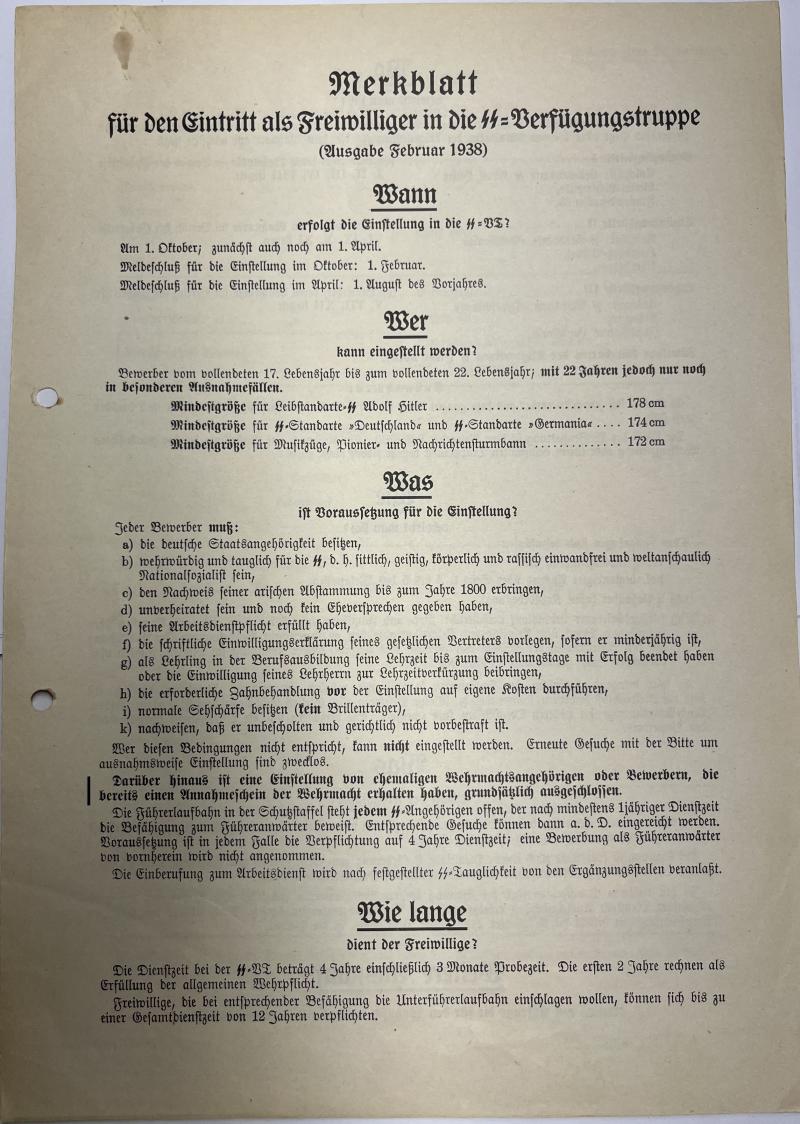 Merkblatt
für den Eintritt als Freiwilliger in die SS-Verfügungstruppe
(Ausgabe Februar 1938)
Wann
erfolgt die Einstellung in die SS-VT?
Am 1. Oktober; zunächst auch noch am 1. April.
Meldeschluß für die Einstellung im Oktober: 1. Februar.
Meldeschluß für die Einstellung im April: 1. August des Vorjahres.
Wer
kann eingestellt werden?
Bewerber vom vollendeten 17. Lebensjahr bis zum vollendeten 22. Lebensjahr; mit 22 Jahren jedoch nur noch
in besonderen Ausnahmefällen.
Mindestgröße für Leibstandarte-SS Adolf Hitler .............................. 178 cm
Mindestgröße für SS-Standarte »Deutschland« und SS-Standarte »Germania« .... 174 cm
Mindestgröße für Musikzüge, Pionier- und Nachrichtensturmbann .............. 172 cm
Was
ist Voraussetzung für die Einstellung?
Jeder Bewerber muß:
a) die deutsche Staatsangehörigkeit besitzen,
b) wehrwürdig und tauglich für die SS, d. h. sittlich, geistig, körperlich und rassisch einwandfrei und weltanschaulich
Nationalsozialist sein,
c) den Nachweis seiner arischen Abstammung bis zum Jahre 1800 erbringen,
d) unverheiratet sein und noch kein Eheversprechen gegeben haben,
e) seine Arbeitsdienstpflicht erfüllt haben,
f) die schriftliche Einwilligungserklärung seines gesetzlichen Vertreters vorlegen, sofern er minderjährig ist,
g) als Lehrling in der Berufsausbildung seine Lehrzeit bis zum Einstellungstage mit Erfolg beendet haben
oder die Einwilligung seines Lehrherrn zur Lehrzeitverkürzung beibringen,
h) die erforderliche Zahnbehandlung vor der Einstellung auf eigene Kosten durchführen,
i) normale Sehschärfe besitzen (kein Brillenträger),
k) nachweisen, daß er unbescholten und gerichtlich nicht vorbestraft ist.
Wer diesen Bedingungen nicht entspricht, kann nicht eingestellt werden. Erneute Gesuche mit der Bitte um
ausnahmsweise Einstellung sind zwecklos.
Darüber hinaus ist eine Einstellung von ehemaligen Wehrmachtsangehörigen oder Bewerbern, die
bereits einen Annahmeschein der Wehrmacht erhalten haben, grundsätzlich ausgeschlossen.
Die Führerlaufbahn in der Schutzstaffel steht jedem SS-Angehörigen offen, der nach mindestens 1jähriger Dienstzeit
die Befähigung zum Führeranwärter beweist. Entsprechende Gesuche können dann a. d. D. eingereicht werden.
Voraussetzung ist in jedem Falle die Verpflichtung auf 4 Jahre Dienstzeit; eine Bewerbung als Führeranwärter
von vornherein wird nicht angenommen.
Die Einberufung zum Arbeitsdienst wird nach festgestellter SS-Tauglichkeit von den Ergänzungsstellen veranlaßt.
Wie lange
dient der Freiwillige?
Die Dienstzeit bei der SS-VT beträgt 4 Jahre einschließlich 3 Monate Probezeit. Die ersten 2 Jahre rechnen als
Erfüllung der allgemeinen Wehrpflicht.
Freiwillige, die bei entsprechender Befähigung die Unterführerlaufbahn einschlagen wollen, können sich bis zu
einer Gesamtdienstzeit von 12 Jahren verpflichten.